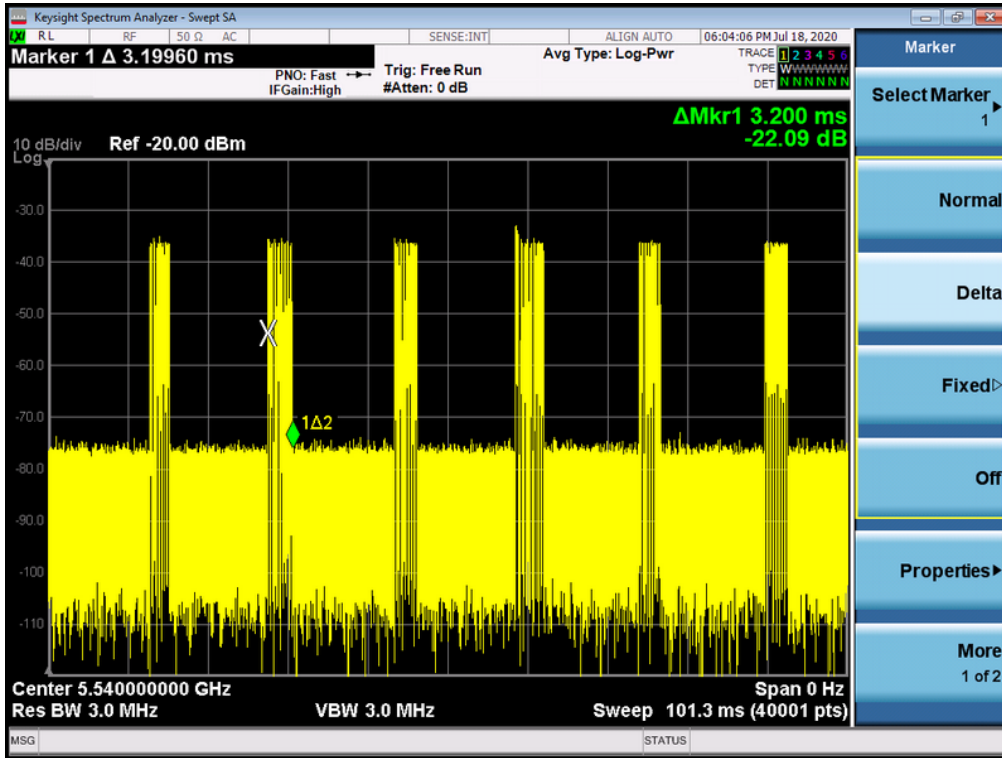 Keysight Spectrum Analyzer - Swept SA
LXI RL RF 50 Ω AC SENSE:INT ALIGN AUTO 06:04:06 PM Jul 18, 2020
Marker 1 Δ 3.19960 ms
PNO: Fast
IFGain:High
Trig: Free Run
#Atten: 0 dB
Avg Type: Log-Pwr
TRACE 1 2 3 4 5 6
TYPE W
DET N N N N N N
ΔMkr1 3.200 ms
-22.09 dB
10 dB/div Ref -20.00 dBm
Log
-30.0
-40.0
-50.0
-60.0
-70.0
-80.0
-90.0
-100
-110
1Δ2
Center 5.540000000 GHz Span 0 Hz
Res BW 3.0 MHz VBW 3.0 MHz Sweep 101.3 ms (40001 pts)
MSG STATUS
Marker
Select Marker
1
Normal
Delta
Fixed
Off
Properties
More
1 of 2